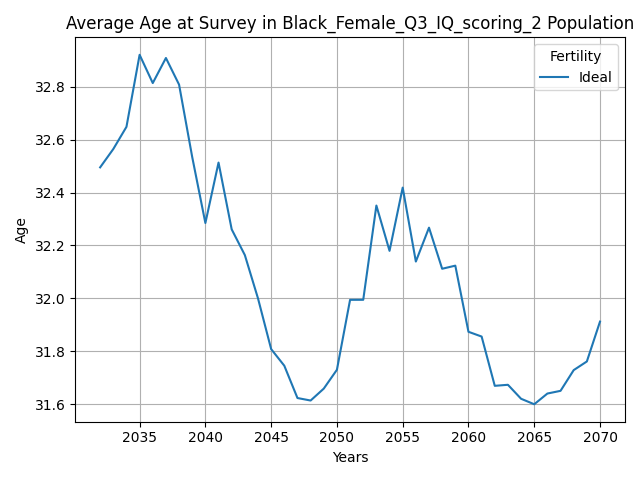 Average Age at Survey in Black_Female_Q3_IQ_scoring_2 Population
Fertility
Ideal
32.8
32.6
32.4
32.2
32.0
31.8
31.6
Age
2035 2040 2045 2050 2055 2060 2065 2070
Years